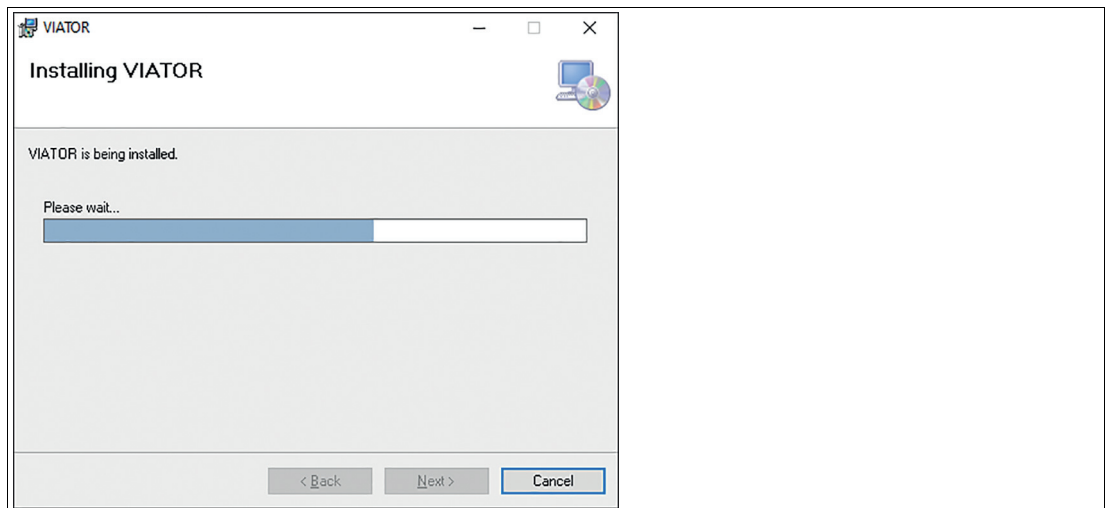 VIATOR
Installing VIATOR
VIATOR is being installed.
Please wait...
< Back
Next >
Cancel